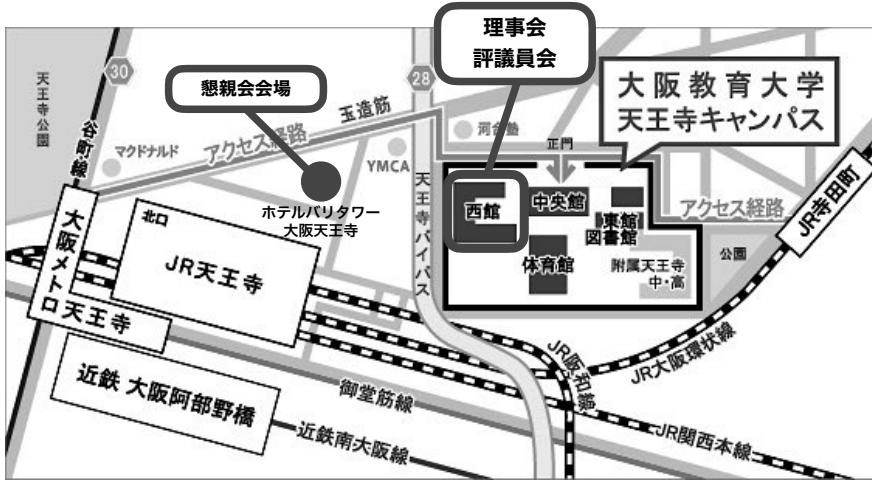 理事会
評議員会
大阪教育大学
天王寺キャンパス
懇親会会場
30
28
天王寺公園
谷町線
マクドナルド
アクセス経路
玉造筋
YMCA
河合塾
正門
天王寺バイパス
西館
中央館
東館
図書館
体育館
附属天王寺
中・高
アクセス経路
公園
JR寺田町
ホテルバリタワー
大阪天王寺
北口
JR天王寺
大阪メトロ
天王寺
近鉄 大阪阿部野橋
御堂筋線
近鉄南大阪線
JR阪和線
JR大阪環状線
JR関西本線